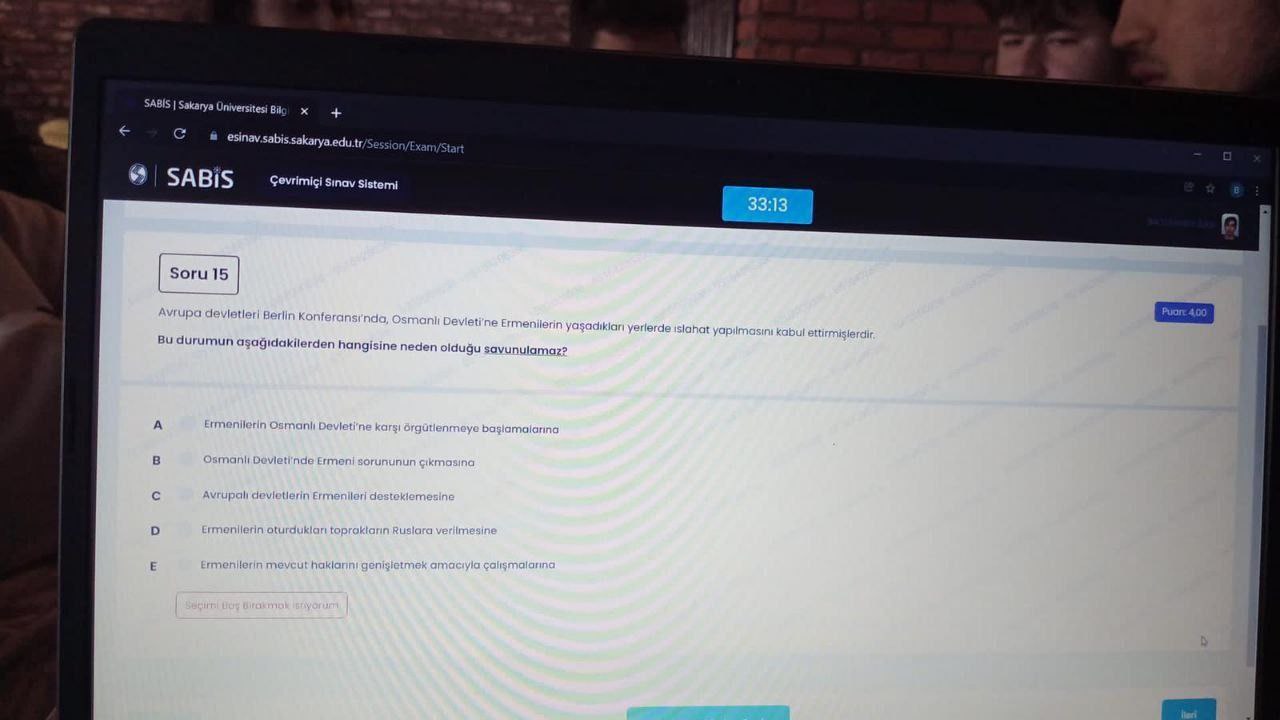 SABİS | Sakarya Üniversitesi Bilgi
esinav.sabis.sakarya.edu.tr/Session/Exam/Start
SABİS
Çevrimiçi Sınav Sistemi
33:13
B
Soru 15
Puan: 4,00
Avrupa devletleri Berlin Konferansı'nda, Osmanlı Devleti'ne Ermenilerin yaşadıkları yerlerde ıslahat yapılmasını kabul ettirmişlerdir.
Bu durumun aşağıdakilerden hangisine neden olduğu savunulamaz?
A Ermenilerin Osmanlı Devleti'ne karşı örgütlenmeye başlamalarına
B Osmanlı Devleti'nde Ermeni sorununun çıkmasına
C Avrupalı devletlerin Ermenileri desteklemesine
D Ermenilerin oturdukları toprakların Ruslara verilmesine
E Ermenilerin mevcut haklarını genişletmek amacıyla çalışmalarına
Seçimi Boş Bırakmak istiyorum
İleri